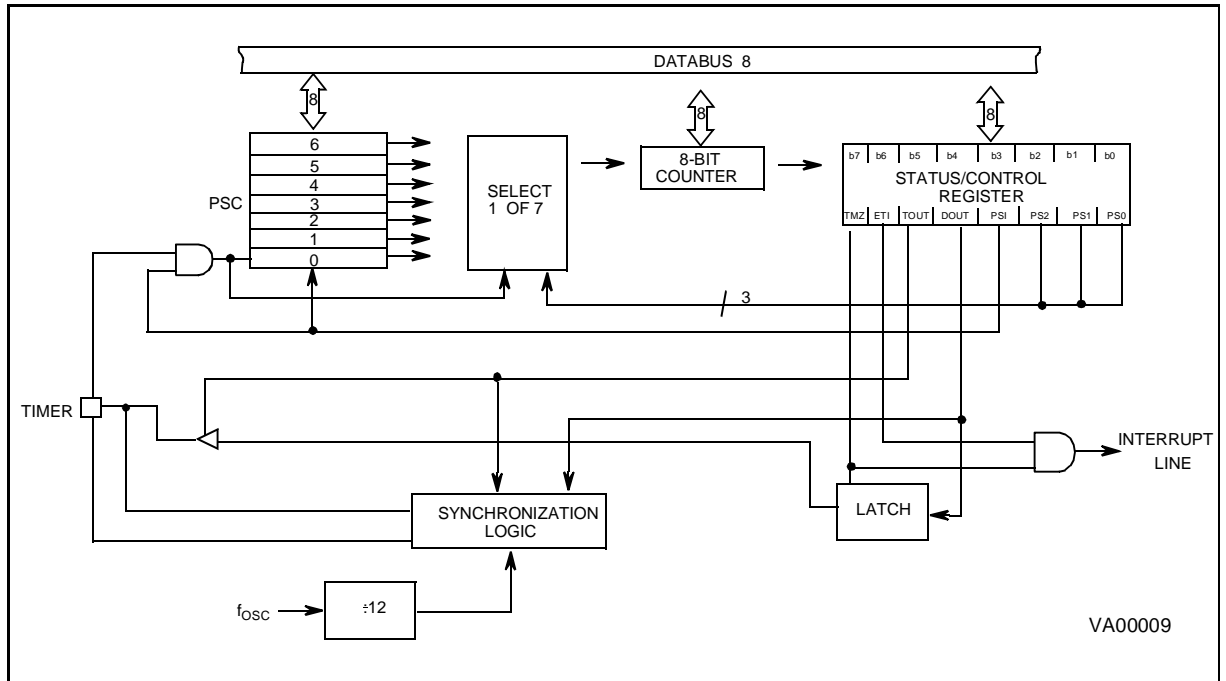 DATABUS 8
8
8
8
6
5
4
3
2
1
0
PSC
SELECT
1 OF 7
8-BIT
COUNTER
b7 b6 b5 b4 b3 b2 b1 b0
STATUS/CONTROL
REGISTER
TMZ ETI TOUT DOUT PSI PS2 PS1 PS0
3
TIMER
INTERRUPT
LINE
SYNCHRONIZATION
LOGIC
LATCH
fOSC
÷12
VA00009